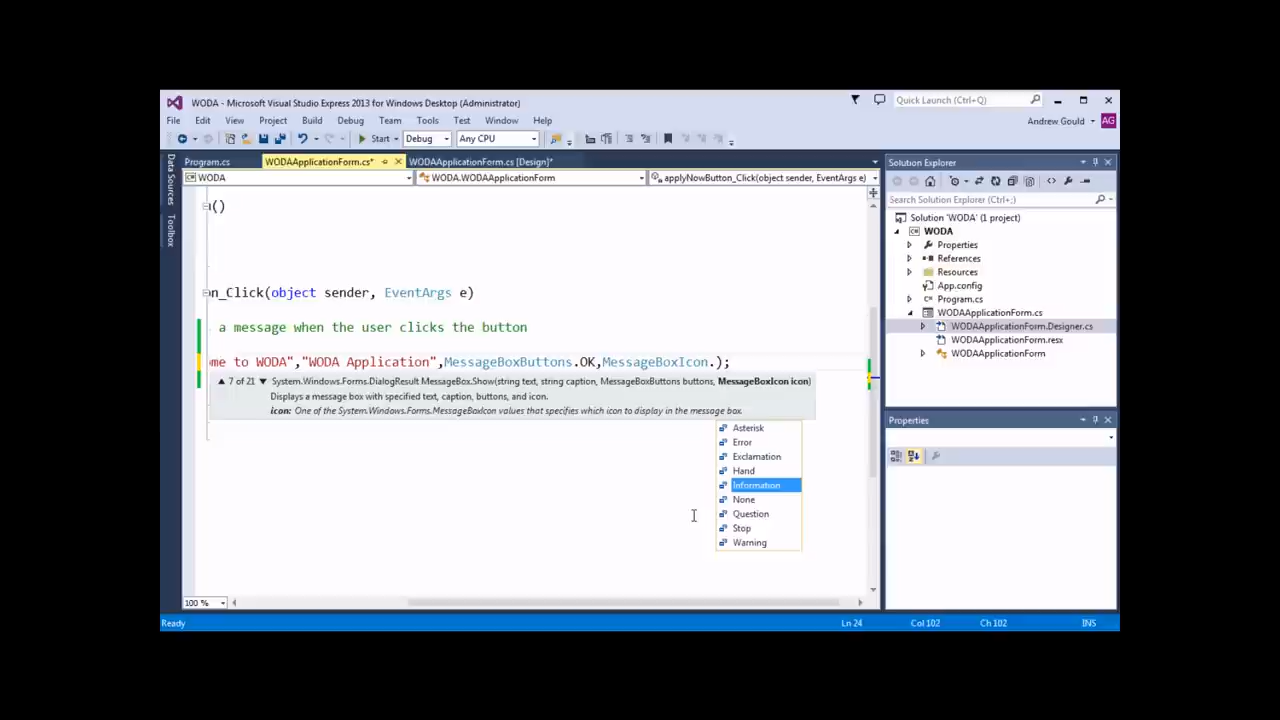 WODA - Microsoft Visual Studio Express 2013 for Windows Desktop (Administrator)
Quick Launch (Ctrl+Q)
File Edit View Project Build Debug Team Tools Test Window Help
Andrew Gould AG
Start Debug Any CPU
Program.cs WODAApplicationForm.cs* WODAApplicationForm.cs [Design]*
WODA WODA.WODAApplicationForm applyNowButton_Click(object sender, EventArgs e)
Data Sources
Toolbox
()
n_Click(object sender, EventArgs e)
a message when the user clicks the button
me to WODA","WODA Application",MessageBoxButtons.OK,MessageBoxIcon.);
7 of 21 System.Windows.Forms.DialogResult MessageBox.Show(string text, string caption, MessageBoxButtons buttons, MessageBoxIcon icon)
Displays a message box with specified text, caption, buttons, and icon.
icon: One of the System.Windows.Forms.MessageBoxIcon values that specifies which icon to display in the message box.
Asterisk
Error
Exclamation
Hand
Information
None
Question
Stop
Warning
100 %
Solution Explorer
Search Solution Explorer (Ctrl+;)
Solution 'WODA' (1 project)
WODA
Properties
References
Resources
App.config
Program.cs
WODAApplicationForm.cs
WODAApplicationForm.Designer.cs
WODAApplicationForm.resx
WODAApplicationForm
Properties
Ready Ln 24 Col 102 Ch 102 INS